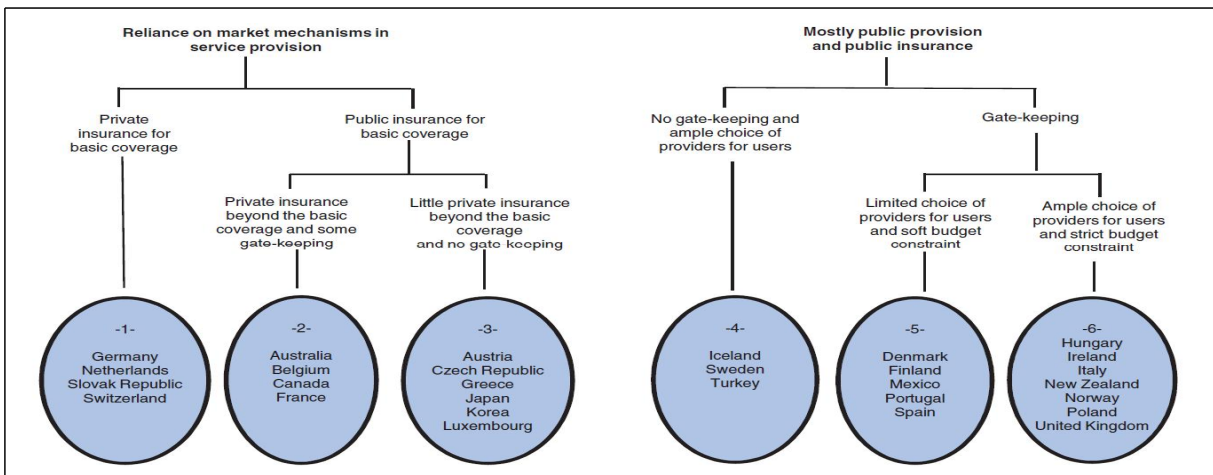 Reliance on market mechanisms in
service provision
Private
insurance for
basic coverage
Public insurance for
basic coverage
Private insurance
beyond the basic
coverage and some
gate-keeping
Little private insurance
beyond the basic
coverage
and no gate-keeping
-1-
Germany
Netherlands
Slovak Republic
Switzerland
-2-
Australia
Belgium
Canada
France
-3-
Austria
Czech Republic
Greece
Japan
Korea
Luxembourg
Mostly public provision
and public insurance
No gate-keeping and
ample choice of
providers for users
Gate-keeping
Limited choice of
providers for users
and soft budget
constraint
Ample choice of
providers for users
and strict budget
constraint
-4-
Iceland
Sweden
Turkey
-5-
Denmark
Finland
Mexico
Portugal
Spain
-6-
Hungary
Ireland
Italy
New Zealand
Norway
Poland
United Kingdom